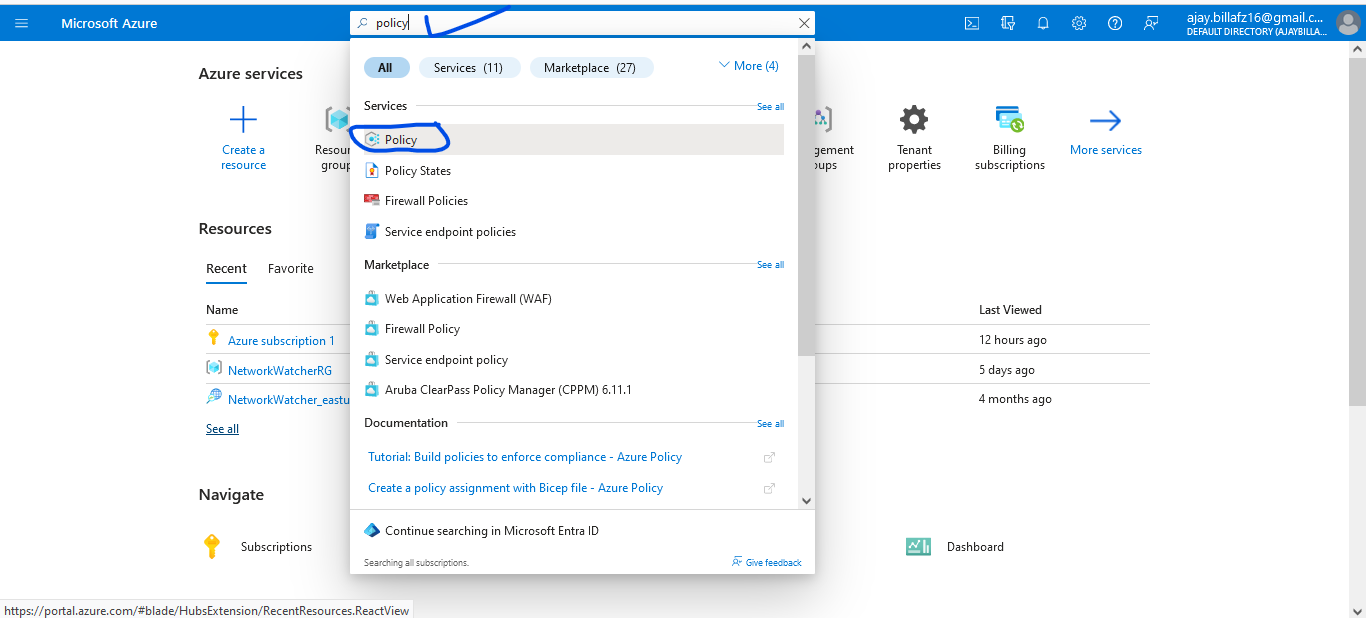 Microsoft Azure
policy
ajay.billafz16@gmail.c...
DEFAULT DIRECTORY (AJAYBILLA...
All
Services (11)
Marketplace (27)
More (4)
Azure services
Services
See all
Create a
resource
Resou
group
Policy
gement
oups
Tenant
properties
Billing
subscriptions
More services
Policy States
Firewall Policies
Service endpoint policies
Resources
Recent
Favorite
Marketplace
See all
Name
Last Viewed
Web Application Firewall (WAF)
Azure subscription 1
12 hours ago
Firewall Policy
Service endpoint policy
NetworkWatcherRG
5 days ago
Aruba ClearPass Policy Manager (CPPM) 6.11.1
NetworkWatcher_eastu
4 months ago
See all
Documentation
See all
Tutorial: Build policies to enforce compliance - Azure Policy
Create a policy assignment with Bicep file - Azure Policy
Navigate
Continue searching in Microsoft Entra ID
Subscriptions
Dashboard
Searching all subscriptions.
Give feedback
https://portal.azure.com/#blade/HubsExtension/RecentResources.ReactView